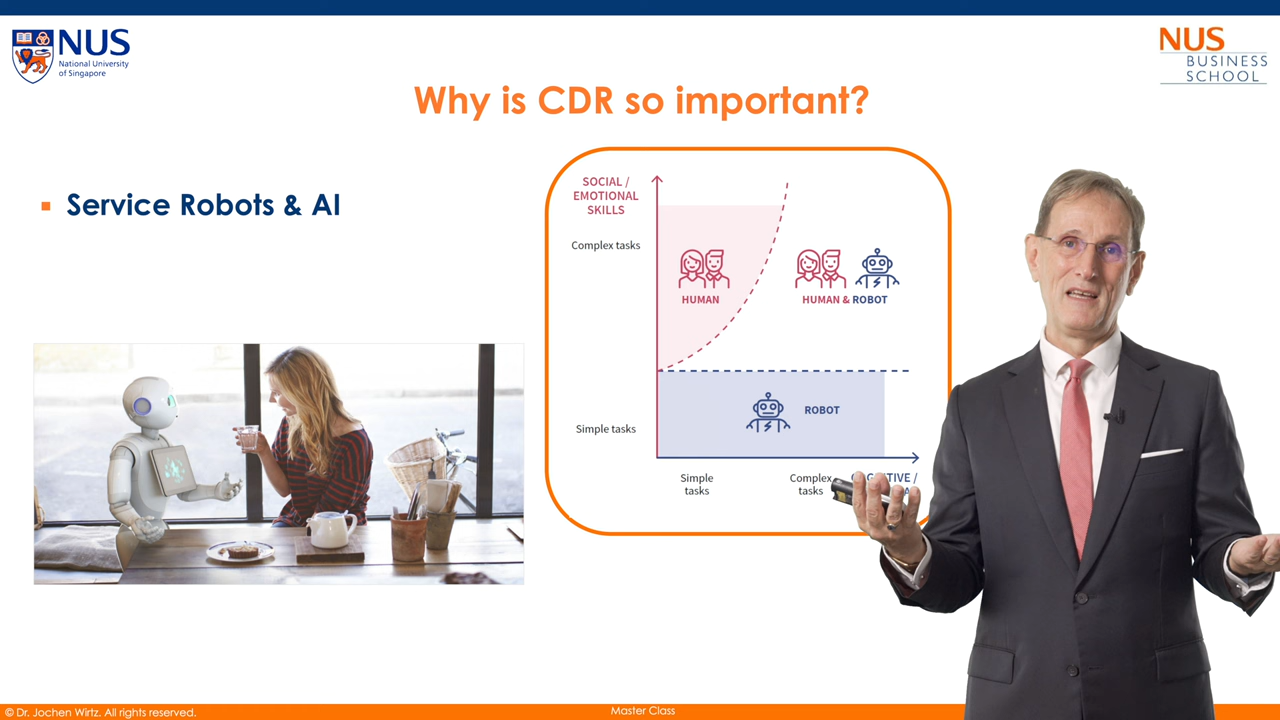 NUS
National University
of Singapore
NUS
BUSINESS
SCHOOL
Why is CDR so important?
Service Robots & AI
SOCIAL /
EMOTIONAL
SKILLS
Complex tasks
HUMAN
HUMAN & ROBOT
ROBOT
Simple tasks
Simple
tasks
Complex
tasks
© Dr. Jochen Wirtz. All rights reserved.
Master Class